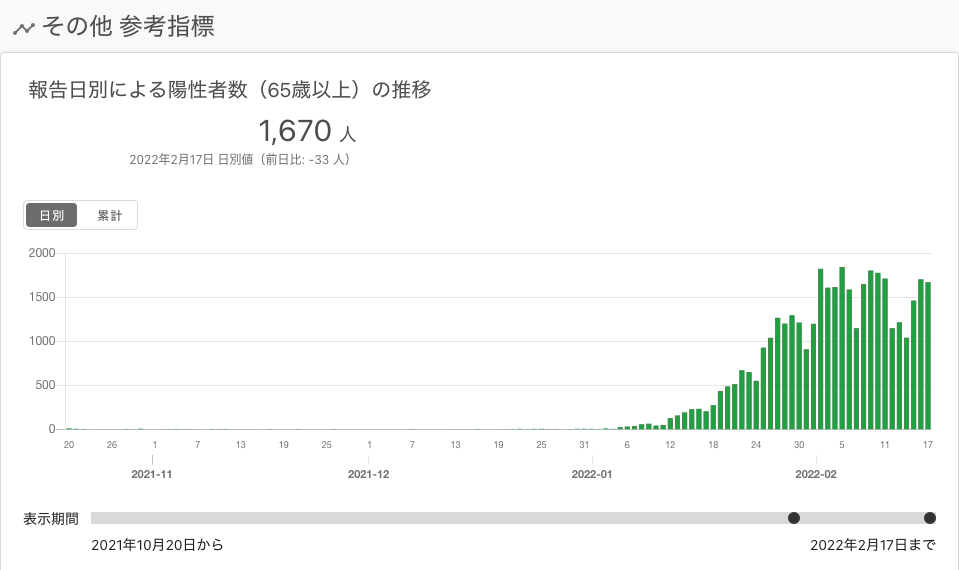 その他 参考指標
報告日別による陽性者数（65歳以上）の推移
1,670 人
2022年2月17日 日別値（前日比: -33 人）
日別 累計
2000
1500
1000
500
0
20 26 1 7 13 19 25 1 7 13 19 25 31 6 12 18 24 30 5 11 17
2021-11 2021-12 2022-01 2022-02
表示期間
2021年10月20日から 2022年2月17日まで